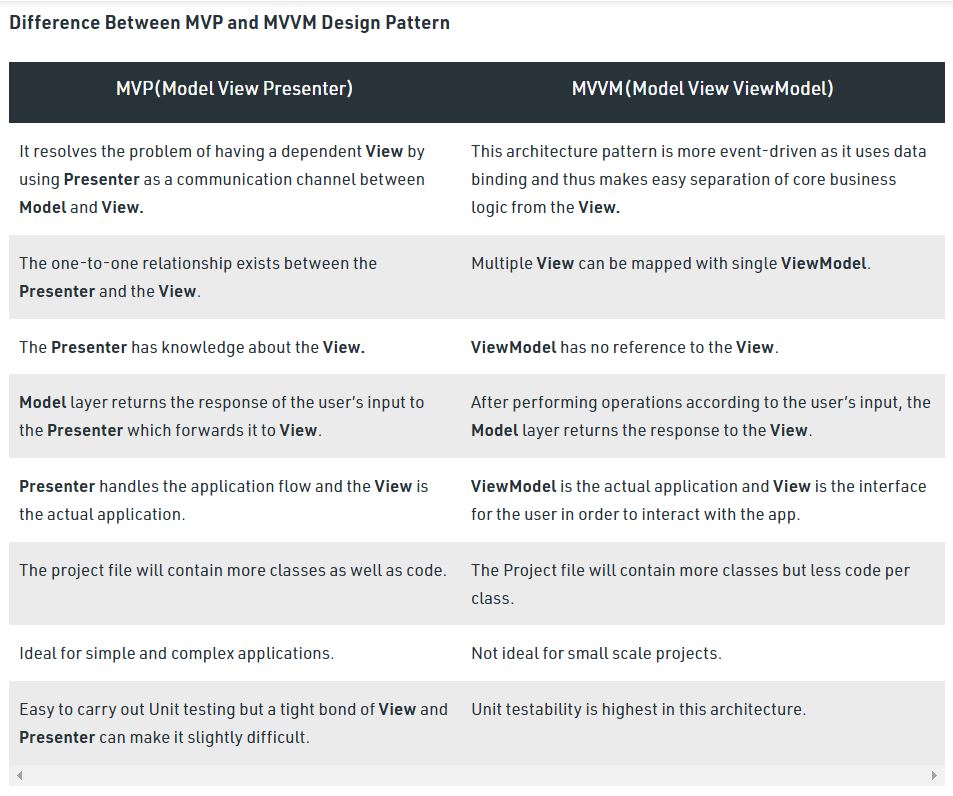 Difference Between MVP and MVVM Design Pattern
MVP(Model View Presenter)
MVVM(Model View ViewModel)
It resolves the problem of having a dependent View by
using Presenter as a communication channel between
Model and View.
This architecture pattern is more event-driven as it uses data
binding and thus makes easy separation of core business
logic from the View.
The one-to-one relationship exists between the
Presenter and the View.
Multiple View can be mapped with single ViewModel.
The Presenter has knowledge about the View.
ViewModel has no reference to the View.
Model layer returns the response of the user’s input to
the Presenter which forwards it to View.
After performing operations according to the user’s input, the
Model layer returns the response to the View.
Presenter handles the application flow and the View is
the actual application.
ViewModel is the actual application and View is the interface
for the user in order to interact with the app.
The project file will contain more classes as well as code.
The Project file will contain more classes but less code per
class.
Ideal for simple and complex applications.
Not ideal for small scale projects.
Easy to carry out Unit testing but a tight bond of View and
Presenter can make it slightly difficult.
Unit testability is highest in this architecture.